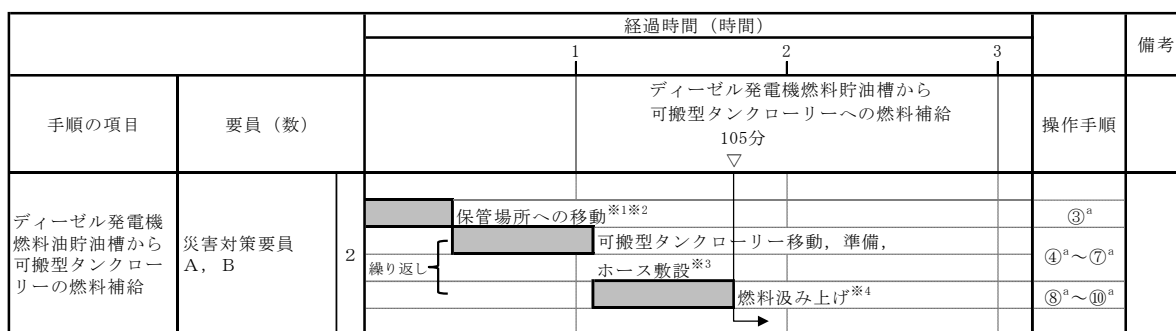 経過時間（時間）
備考
1 2 3
ディーゼル発電機燃料貯油槽から
可搬型タンクローリーへの燃料補給
105分
▽
手順の項目 要員（数） 操作手順
ディーゼル発電機
燃料油貯油槽から
可搬型タンクロー
リーの燃料補給
災害対策要員
A，B
2
保管場所への移動※1※2
③a
可搬型タンクローリー移動，準備，
ホース敷設※3
④a～⑦a
繰り返し
燃料汲み上げ※4
⑧a～⑩a